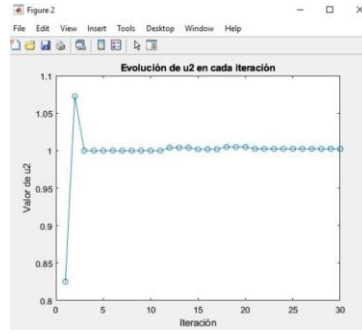 Figure 2
File Edit View Insert Tools Desktop Window Help
Evolución de u2 en cada iteración
1.1
1.05
1
0.95
0.9
0.85
0.8
Valor de u2
0 5 10 15 20 25 30
Iteración